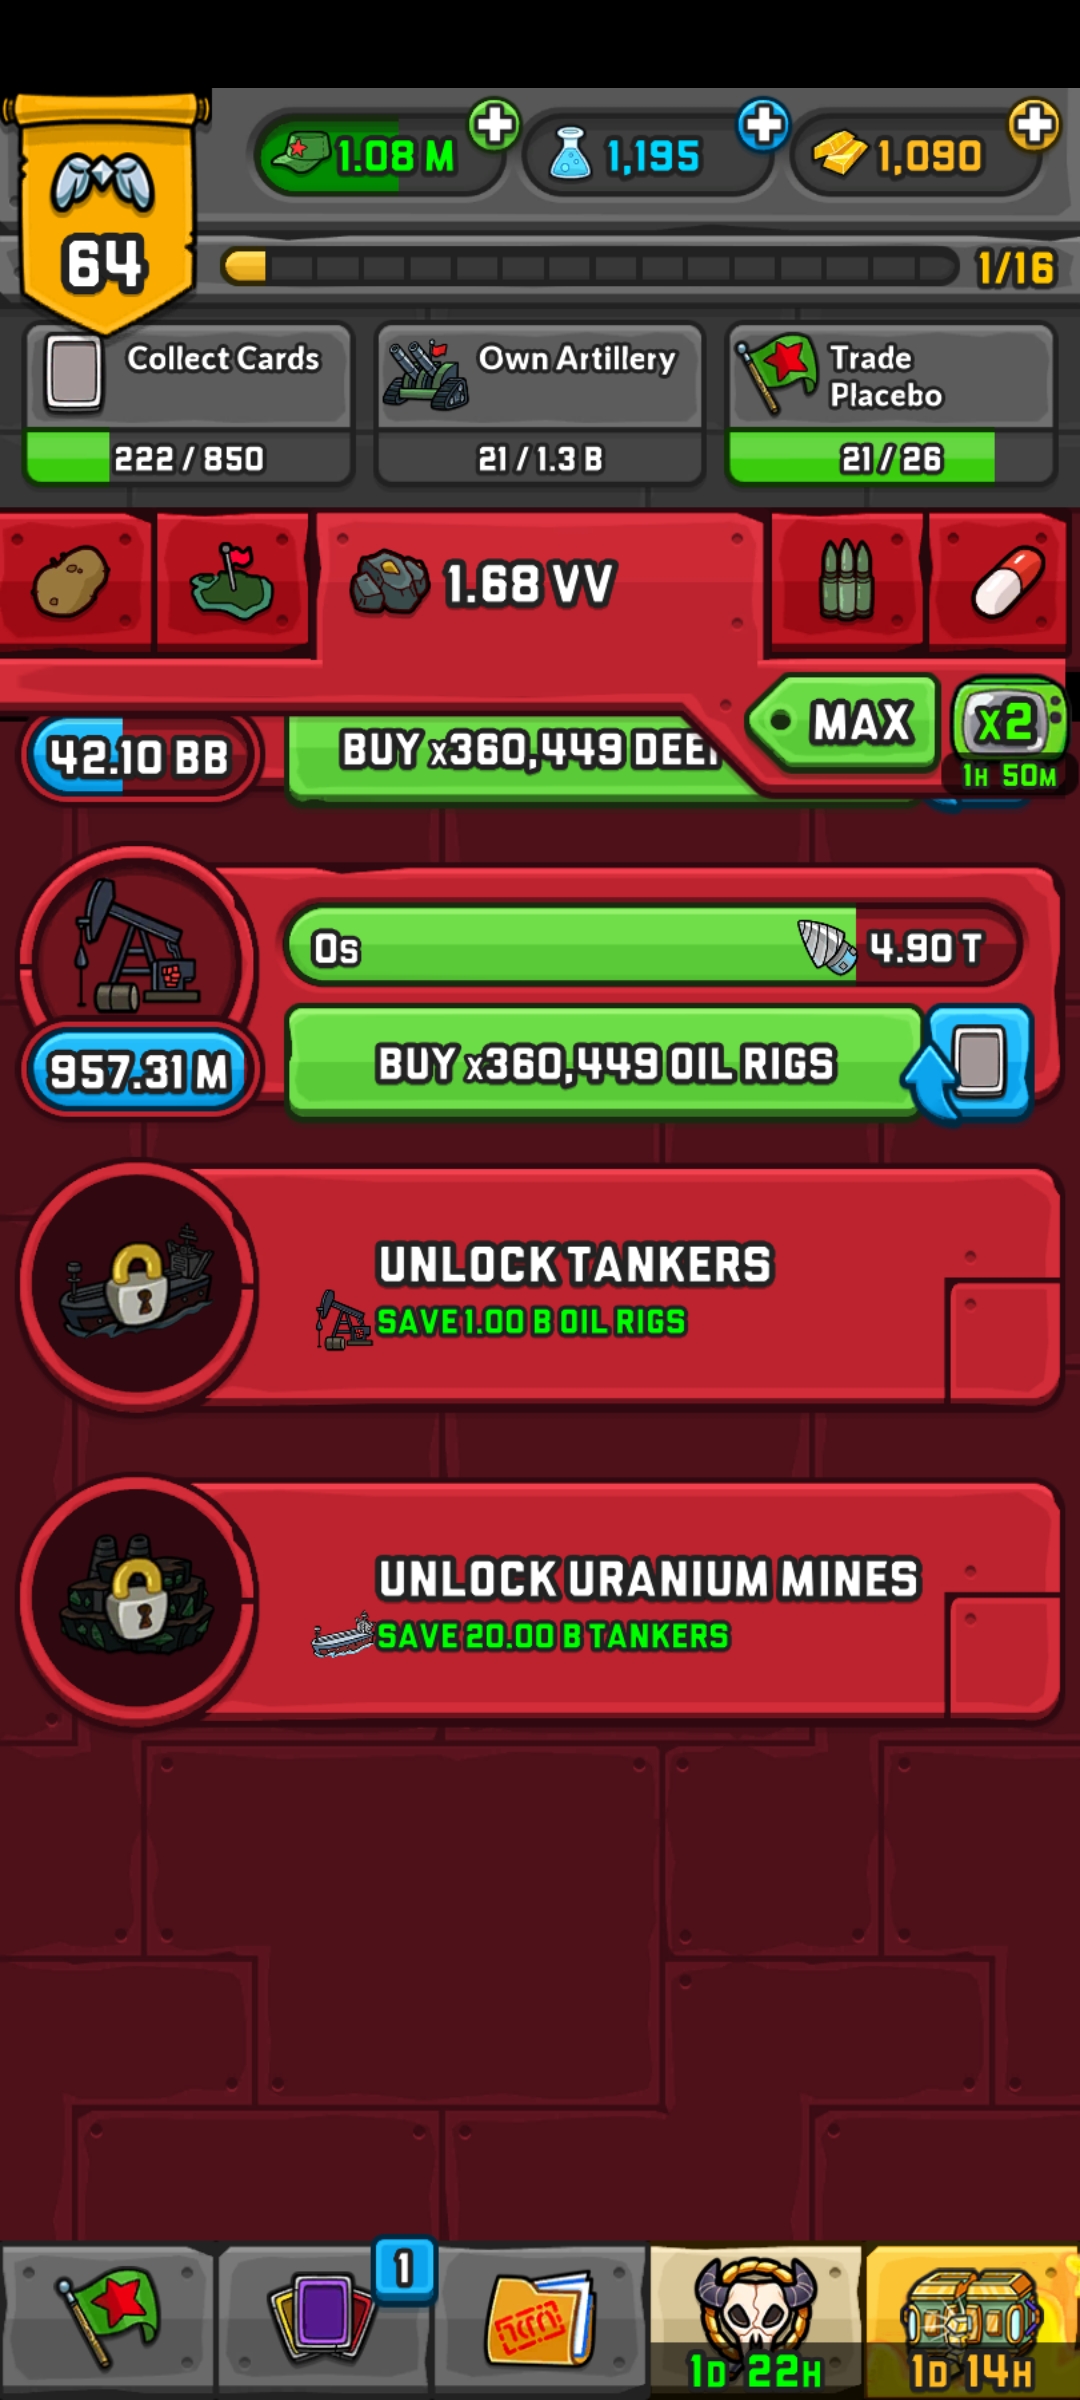 1.08 M
1,195
1,090
64
1/16
Collect Cards
222 / 850
Own Artillery
21 / 1.3 B
Trade
Placebo
21 / 26
1.68 VV
MAX
x2
1H 50M
42.10 BB
BUY x360,449
0s
4.90 T
957.31 M
BUY x360,449 OIL RIGS
UNLOCK TANKERS
SAVE 1.00 B OIL RIGS
UNLOCK URANIUM MINES
SAVE 20.00 B TANKERS
1
1D 22H
1D 14H